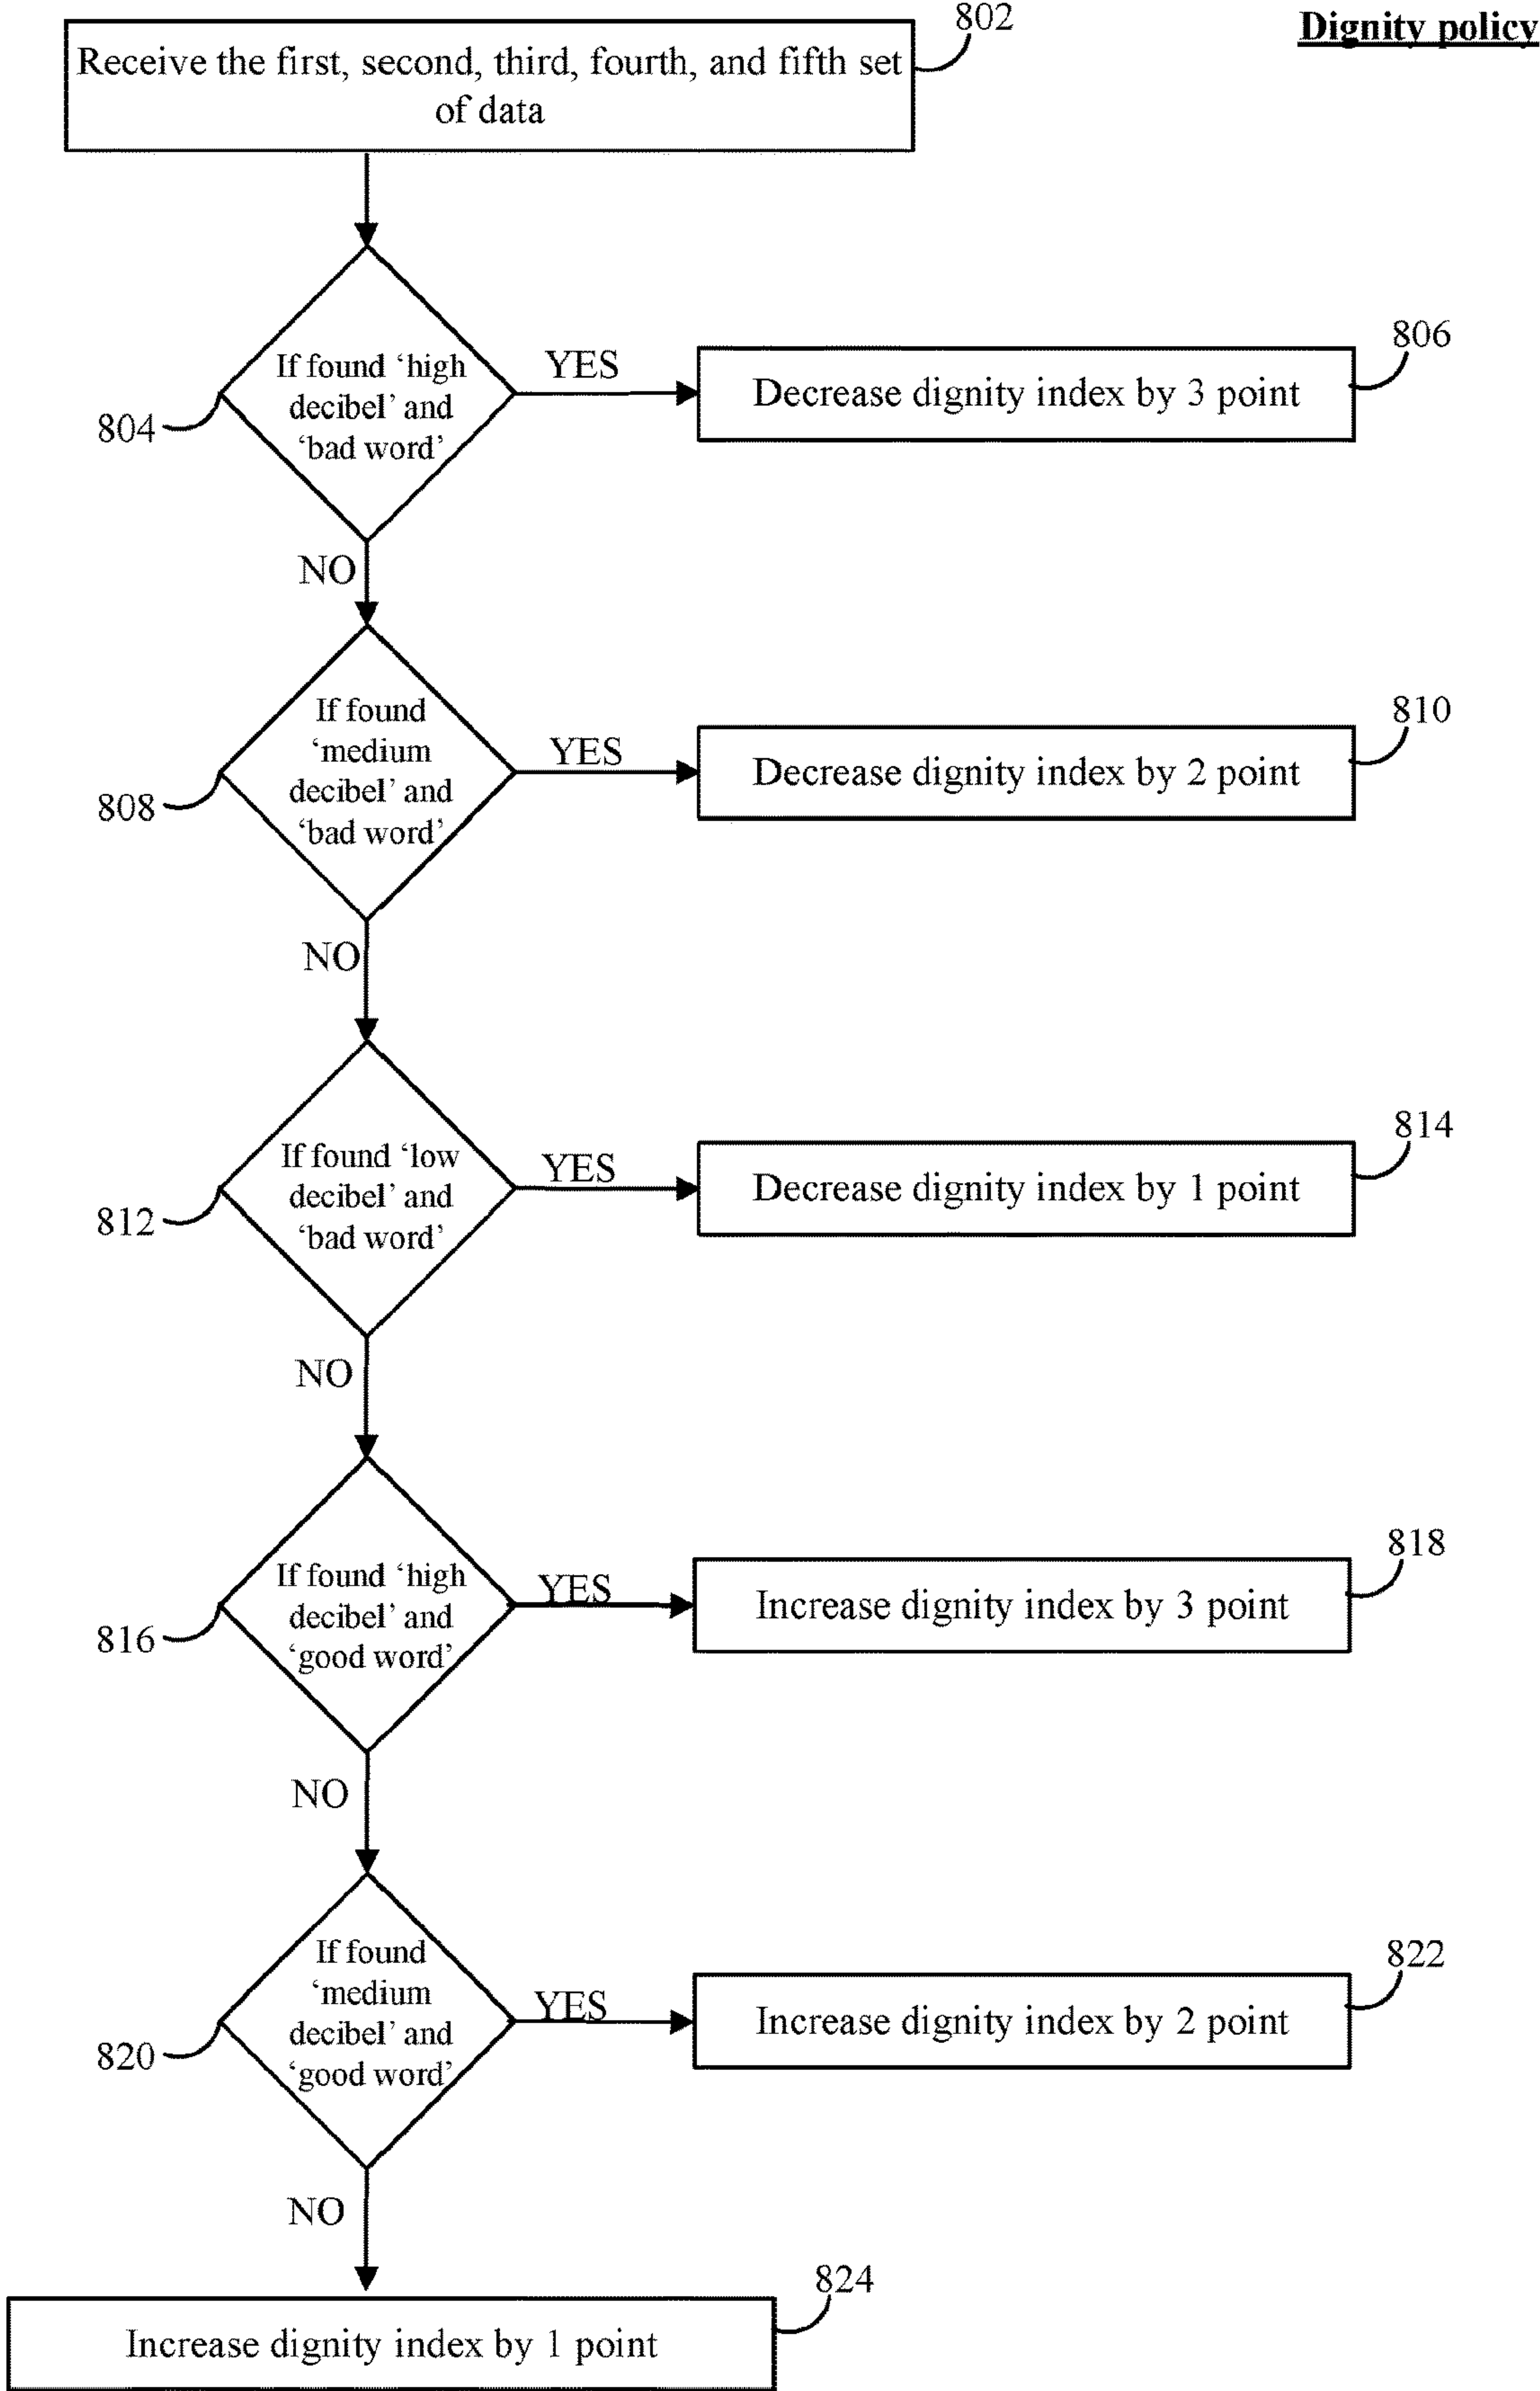 Dignity policy
802
Receive the first, second, third, fourth, and fifth set
of data
804
If found ‘high
decibel’ and
‘bad word’
YES
806
Decrease dignity index by 3 point
NO
808
If found
‘medium
decibel’ and
‘bad word’
YES
810
Decrease dignity index by 2 point
NO
812
If found ‘low
decibel’ and
‘bad word’
YES
814
Decrease dignity index by 1 point
NO
816
If found ‘high
decibel’ and
‘good word’
YES
818
Increase dignity index by 3 point
NO
820
If found
‘medium
decibel’ and
‘good word’
YES
822
Increase dignity index by 2 point
NO
824
Increase dignity index by 1 point